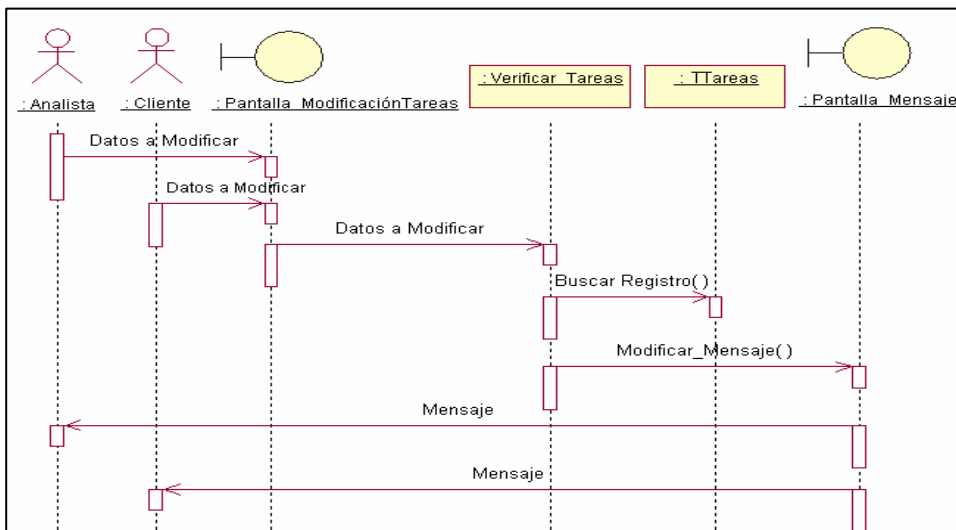 : Verificar_Tareas
: TTareas
: Analista
: Cliente
: Pantalla_ModificaciónTareas
: Pantalla_Mensaje
Datos a Modificar
Datos a Modificar
Datos a Modificar
Buscar Registro( )
Modificar_Mensaje( )
Mensaje
Mensaje